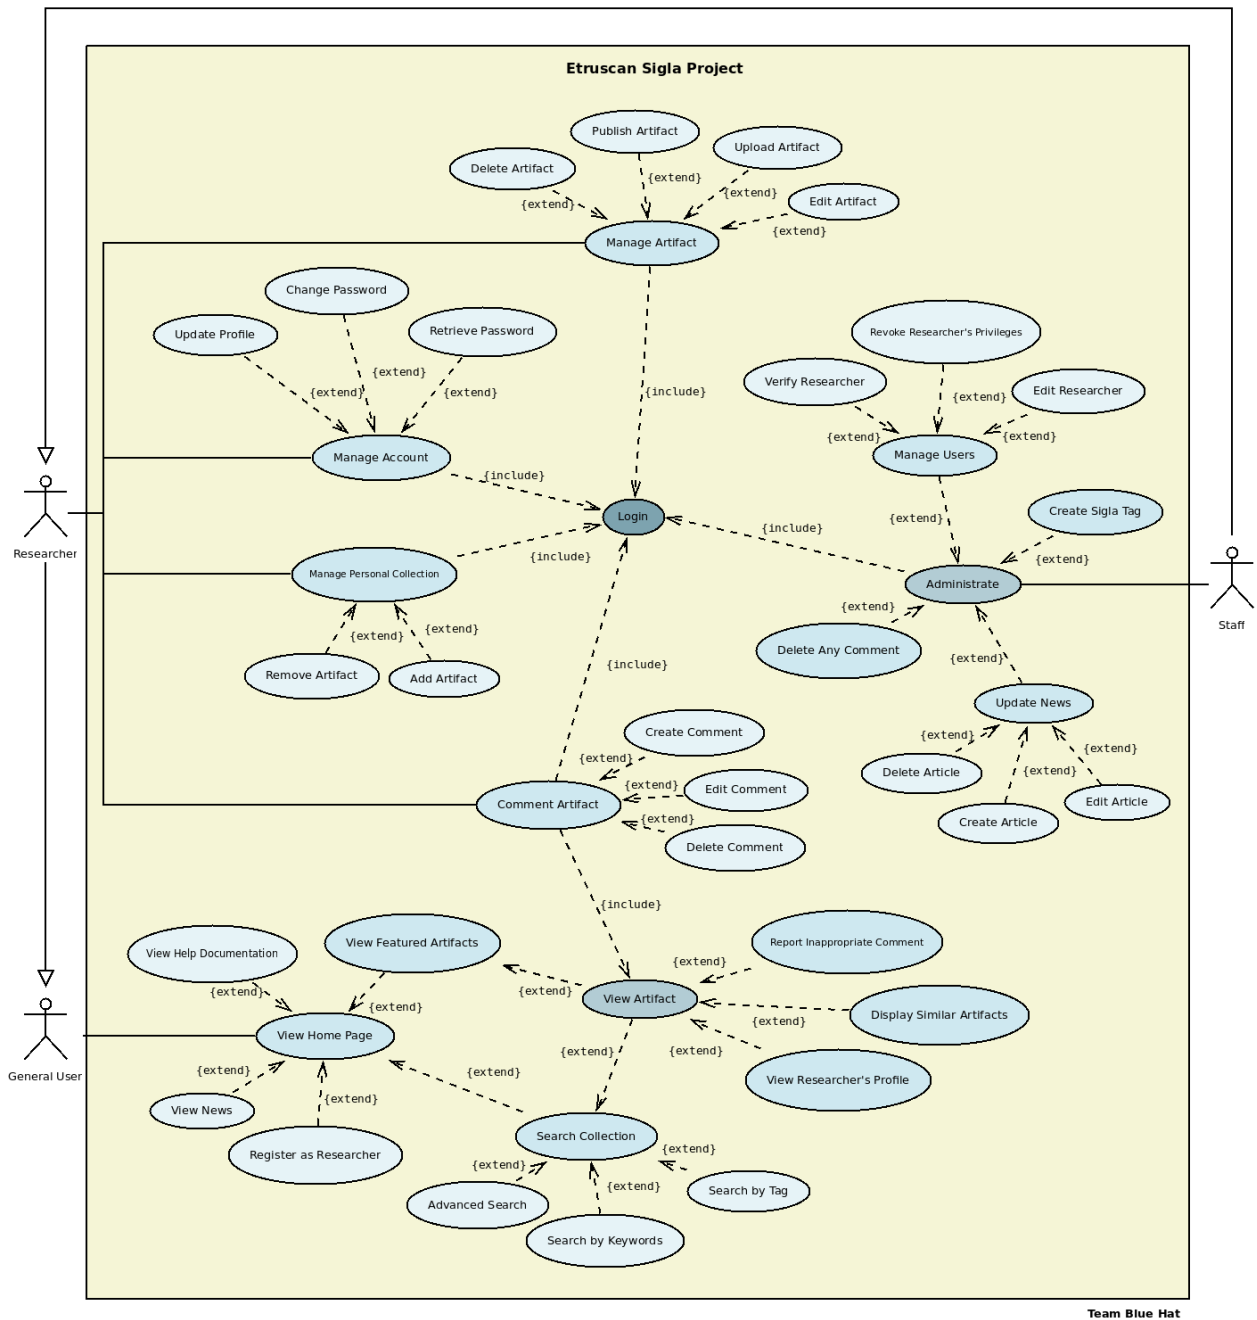 Etruscan Sigla Project
Publish Artifact
Upload Artifact
Delete Artifact
{extend}
{extend}
Edit Artifact
{extend}
{extend}
Manage Artifact
Change Password
Update Profile
Retrieve Password
Revoke Researcher's Privileges
{extend}
{extend}
{extend}
{include}
Verify Researcher
Edit Researcher
{extend}
{extend}
{extend}
Manage Account
Manage Users
{include}
Login
{include}
{extend}
Create Sigla Tag
Researcher
{include}
{extend}
Manage Personal Collection
Administrate
{extend}
{extend}
{extend}
Staff
Remove Artifact
Add Artifact
{include}
Delete Any Comment
{extend}
Update News
Create Comment
{extend}
{extend}
{extend}
Delete Article
{extend}
Edit Comment
{extend}
Edit Article
Comment Artifact
{extend}
Create Article
Delete Comment
{include}
View Help Documentation
View Featured Artifacts
Report Inappropriate Comment
{extend}
{extend}
{extend}
View Artifact
{extend}
Display Similar Artifacts
{extend}
View Home Page
{extend}
{extend}
General User
{extend}
{extend}
View Researcher's Profile
View News
{extend}
Search Collection
Register as Researcher
{extend}
{extend}
{extend}
Advanced Search
Search by Tag
Search by Keywords
Team Blue Hat